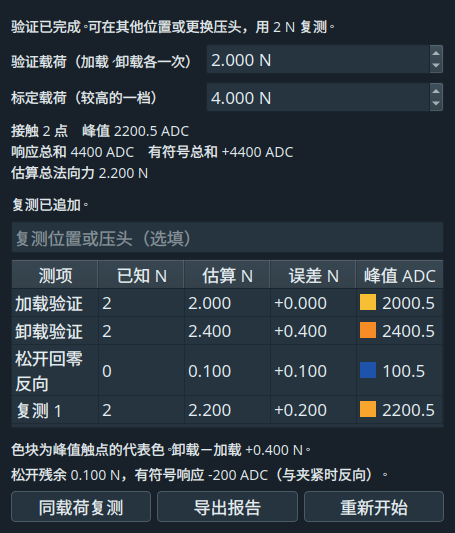 验证已完成。可在其他位置或更换压头，用 2 N 复测。
验证载荷（加载、卸载各一次） 2.000 N
标定载荷（较高的一档） 4.000 N
接触 2 点 峰值 2200.5 ADC
响应总和 4400 ADC 有符号总和 +4400 ADC
估算总法向力 2.200 N
复测已追加。
复测位置或压头（选填）
测项 已知 N 估算 N 误差 N 峰值 ADC
加载验证 2 2.000 +0.000 2000.5
卸载验证 2 2.400 +0.400 2400.5
松开回零
反向 0 0.100 +0.100 100.5
复测 1 2 2.200 +0.200 2200.5
色块为峰值触点的代表色。卸载－加载 +0.400 N。
松开残余 0.100 N，有符号响应 -200 ADC（与夹紧时反向）。
同载荷复测 导出报告 重新开始